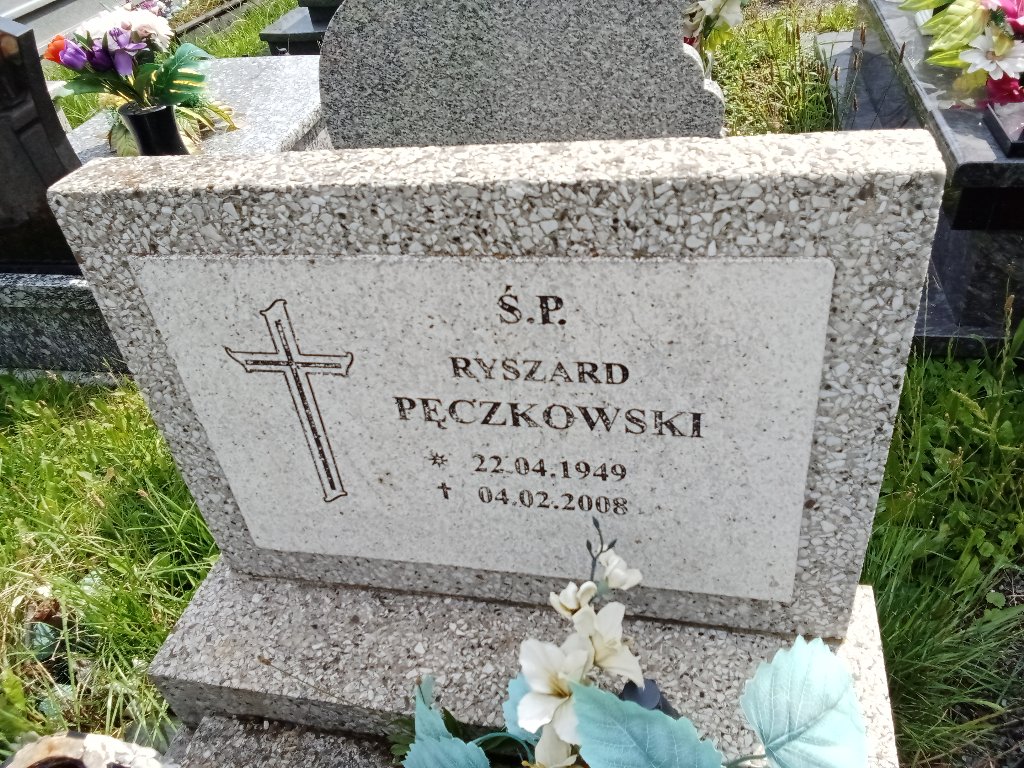 Ś.P.
RYSZARD
PĘCZKOWSKI
* 22.04.1949
† 04.02.2008